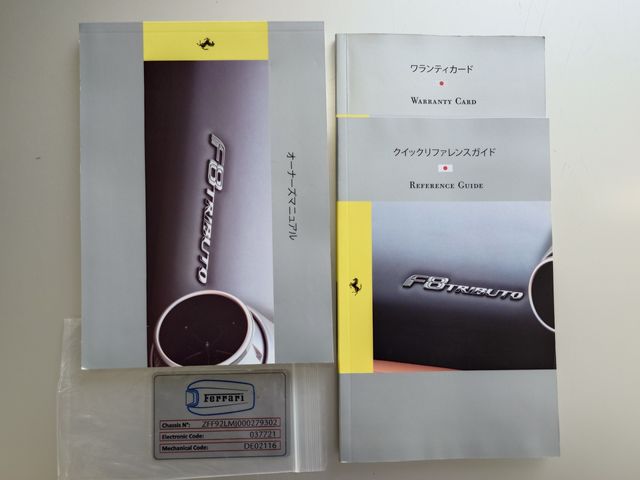 F8TRIBUTO
オーナーズマニュアル
ワランティカード
WARRANTY CARD
クイックリファレンスガイド
REFERENCE GUIDE
F8TRIBUTO
Ferrari
Chassis N°: ZFF92LMJ000279302
Electronic Code: 037721
Mechanical Code: DE02116